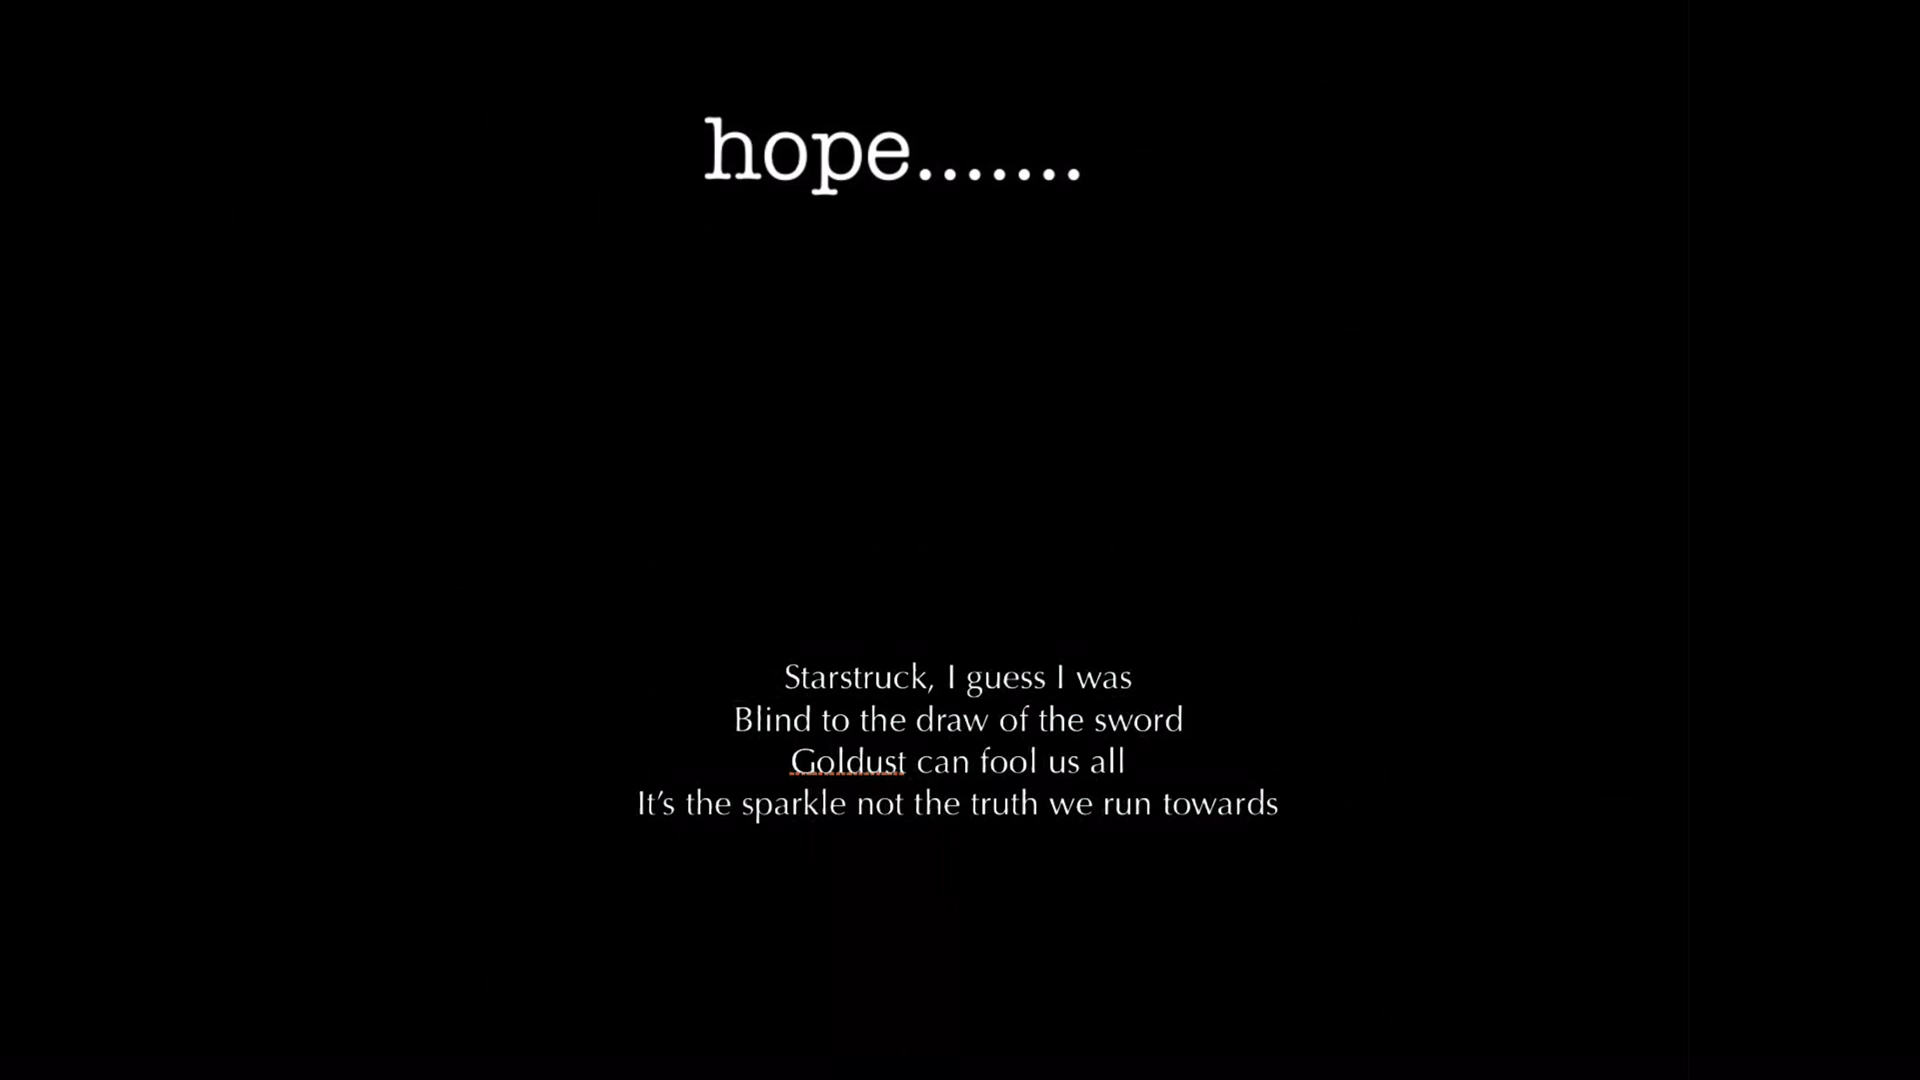 hope.......
Starstruck, I guess I was
Blind to the draw of the sword
Goldust can fool us all
It’s the sparkle not the truth we run towards